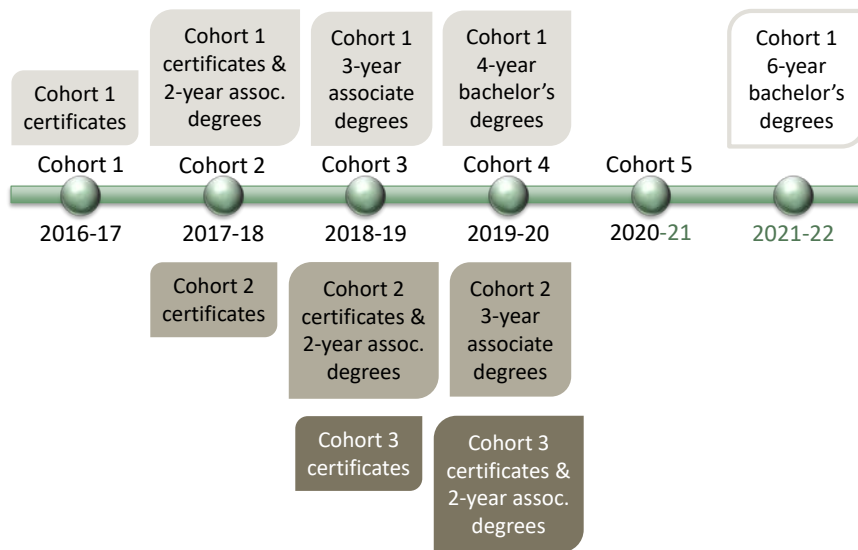 Cohort 1
certificates
Cohort 1
certificates &
2-year assoc.
degrees
Cohort 1
3-year
associate
degrees
Cohort 1
4-year
bachelor’s
degrees
Cohort 1
6-year
bachelor’s
degrees
Cohort 1 Cohort 2 Cohort 3 Cohort 4 Cohort 5
2016-17 2017-18 2018-19 2019-20 2020-21 2021-22
Cohort 2
certificates
Cohort 2
certificates &
2-year assoc.
degrees
Cohort 2
3-year
associate
degrees
Cohort 3
certificates
Cohort 3
certificates &
2-year assoc.
degrees